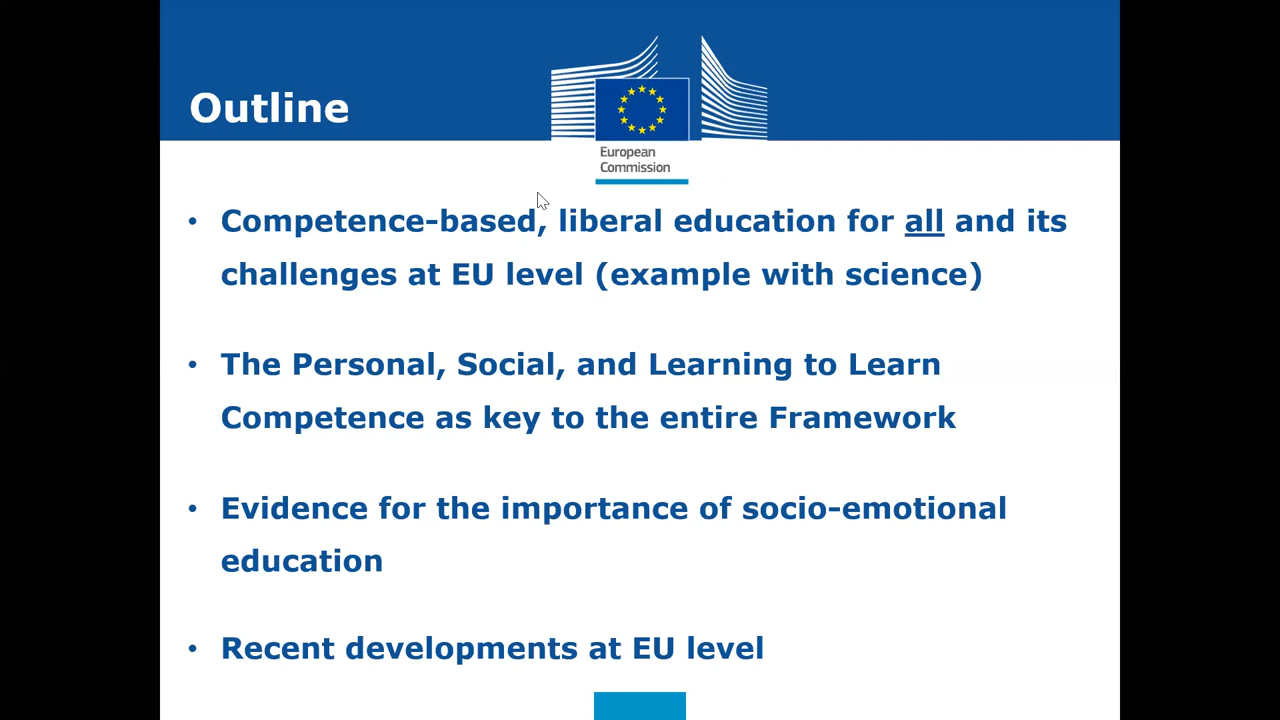 Outline
European
Commission
• Competence-based, liberal education for all and its
challenges at EU level (example with science)
• The Personal, Social, and Learning to Learn
Competence as key to the entire Framework
• Evidence for the importance of socio-emotional
education
• Recent developments at EU level